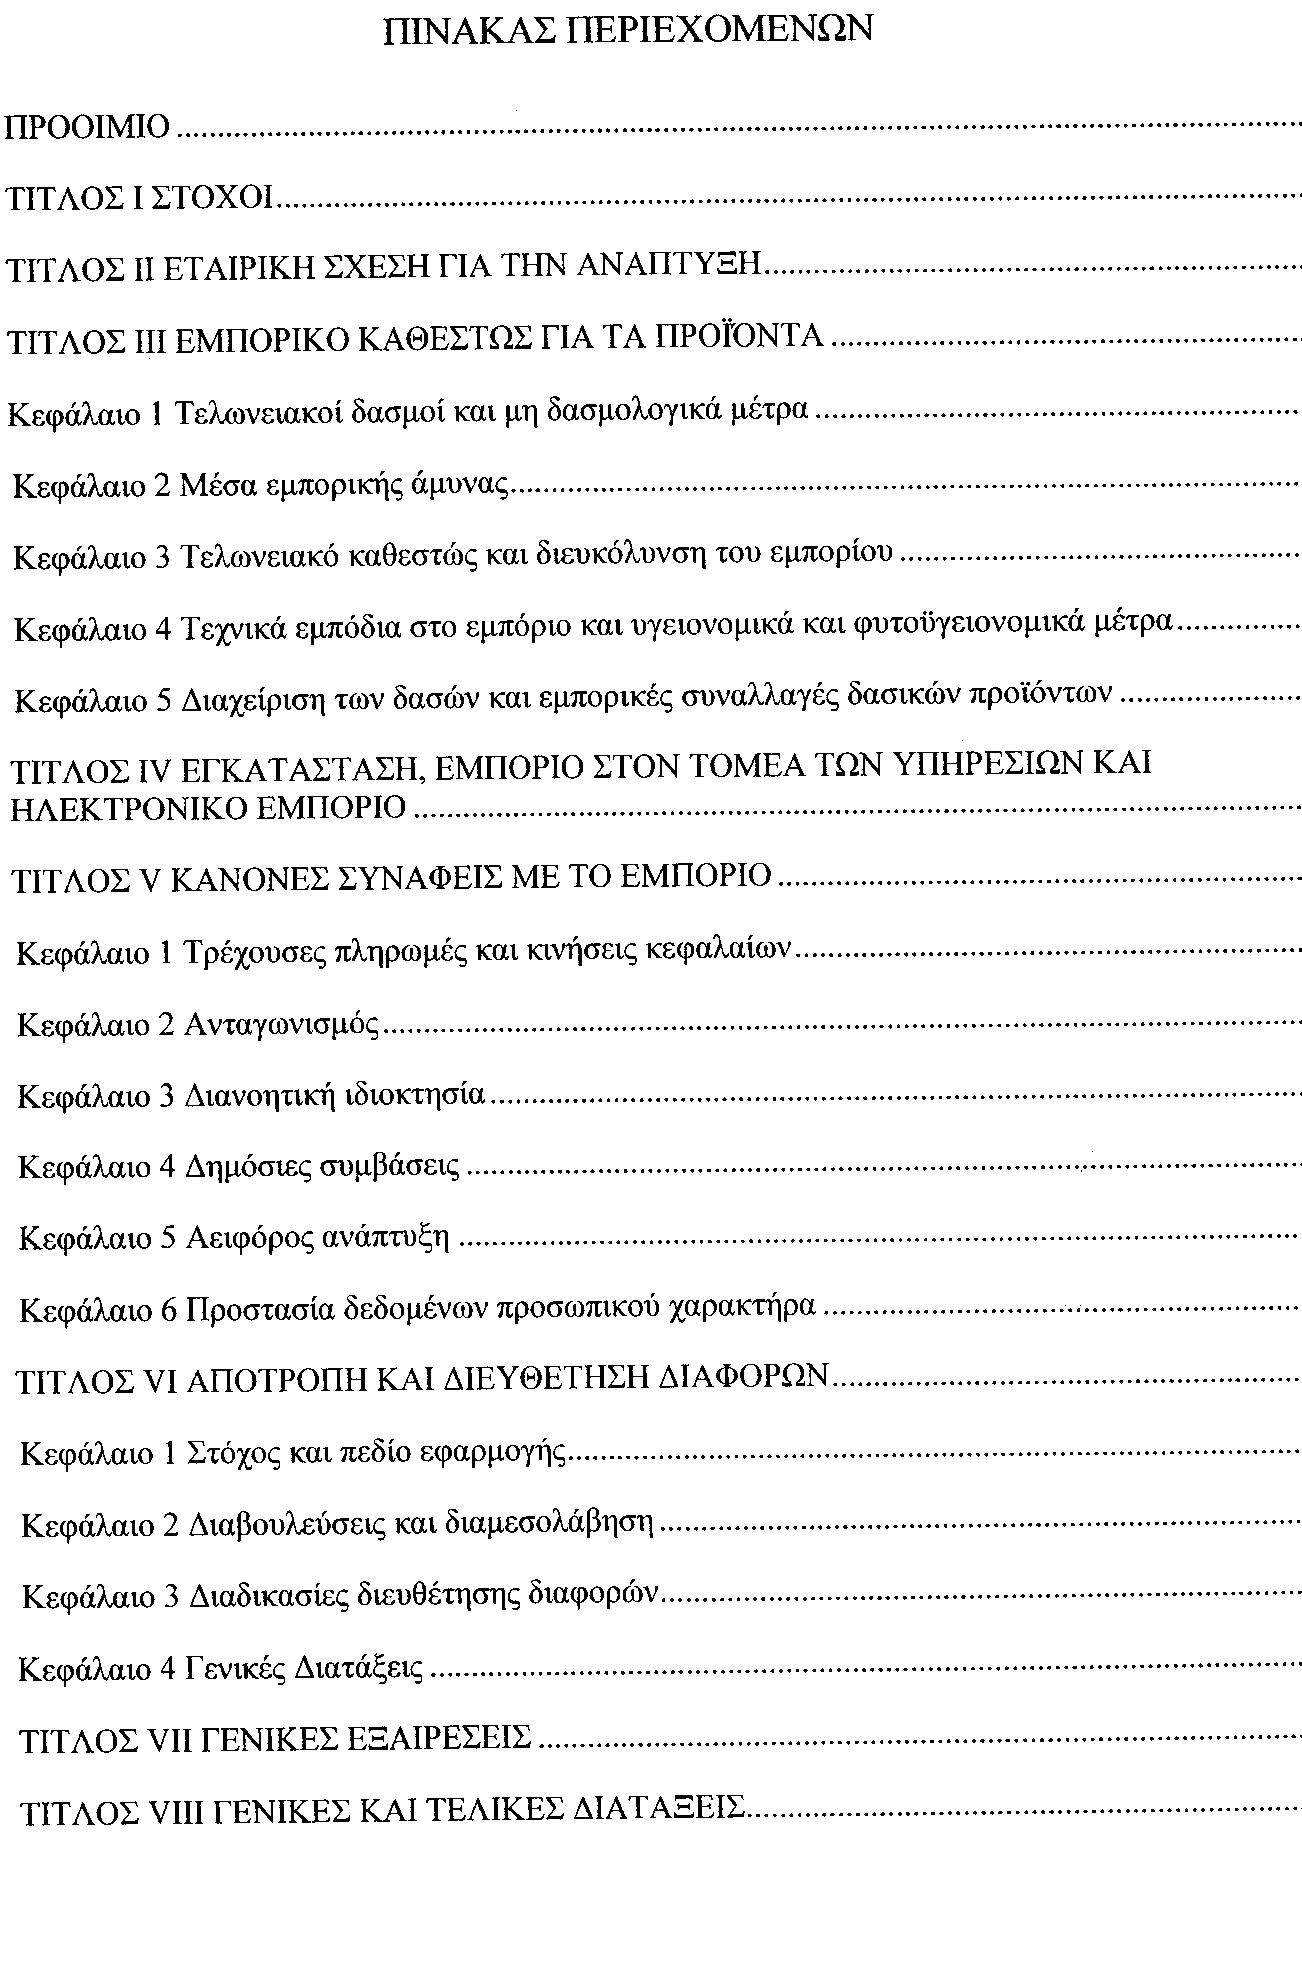 ΠΙΝΑΚΑΣ ΠΕΡΙΕΧΟΜΕΝΩΝ
ΠΡΟΟΙΜΙΟ
ΤΙΤΛΟΣ I ΣΤΟΧΟΙ
ΤΙΤΛΟΣ II ΕΤΑΙΡΙΚΗ ΣΧΕΣΗ ΓΙΑ ΤΗΝ ΑΝΑΠΤΥΞΗ
ΤΙΤΛΟΣ III ΕΜΠΟΡΙΚΟ ΚΑΘΕΣΤΩΣ ΓΙΑ ΤΑ ΠΡΟΪΌΝΤΑ
Κεφάλαιο 1 Τελωνειακοί δασμοί και μη δασμολογικά μέτρα
Κεφάλαιο 2 Μέσα εμπορικής άμυνας
Κεφάλαιο 3 Τελωνειακό καθεστώς και διευκόλυνση του εμπορίου
Κεφάλαιο 4 Τεχνικά εμπόδια στο εμπόριο και υγειονομικά και φυτοϋγειονομικά μέτρα
Κεφάλαιο 5 Διαχείριση των δασών και εμπορικές συναλλαγές δασικών προϊόντων
ΤΙΤΛΟΣ IV ΕΓΚΑΤΑΣΤΑΣΗ, ΕΜΠΟΡΙΟ ΣΤΟΝ ΤΟΜΕΑ ΤΩΝ ΥΠΗΡΕΣΙΩΝ ΚΑΙ
ΗΛΕΚΤΡΟΝΙΚΟ ΕΜΠΟΡΙΟ
ΤΙΤΛΟΣ V ΚΑΝΟΝΕΣ ΣΥΝΑΦΕΙΣ ΜΕ ΤΟ ΕΜΠΟΡΙΟ
Κεφάλαιο 1 Τρέχουσες πληρωμές και κινήσεις κεφαλαίων
Κεφάλαιο 2 Ανταγωνισμός
Κεφάλαιο 3 Διανοητική ιδιοκτησία
Κεφάλαιο 4 Δημόσιες συμβάσεις
Κεφάλαιο 5 Αειφόρος ανάπτυξη
Κεφάλαιο 6 Προστασία δεδομένων προσωπικού χαρακτήρα
ΤΙΤΛΟΣ VI ΑΠΟΤΡΟΠΗ ΚΑΙ ΔΙΕΥΘΕΤΗΣΗ ΔΙΑΦΟΡΩΝ
Κεφάλαιο 1 Στόχος και πεδίο εφαρμογής
Κεφάλαιο 2 Διαβουλεύσεις και διαμεσολάβηση
Κεφάλαιο 3 Διαδικασίες διευθέτησης διαφορών
Κεφάλαιο 4 Γενικές Διατάξεις
ΤΙΤΛΟΣ VII ΓΕΝΙΚΕΣ ΕΞΑΙΡΕΣΕΙΣ
ΤΙΤΛΟΣ VIII ΓΕΝΙΚΕΣ ΚΑΙ ΤΕΛΙΚΕΣ ΔΙΑΤΑΞΕΙΣ